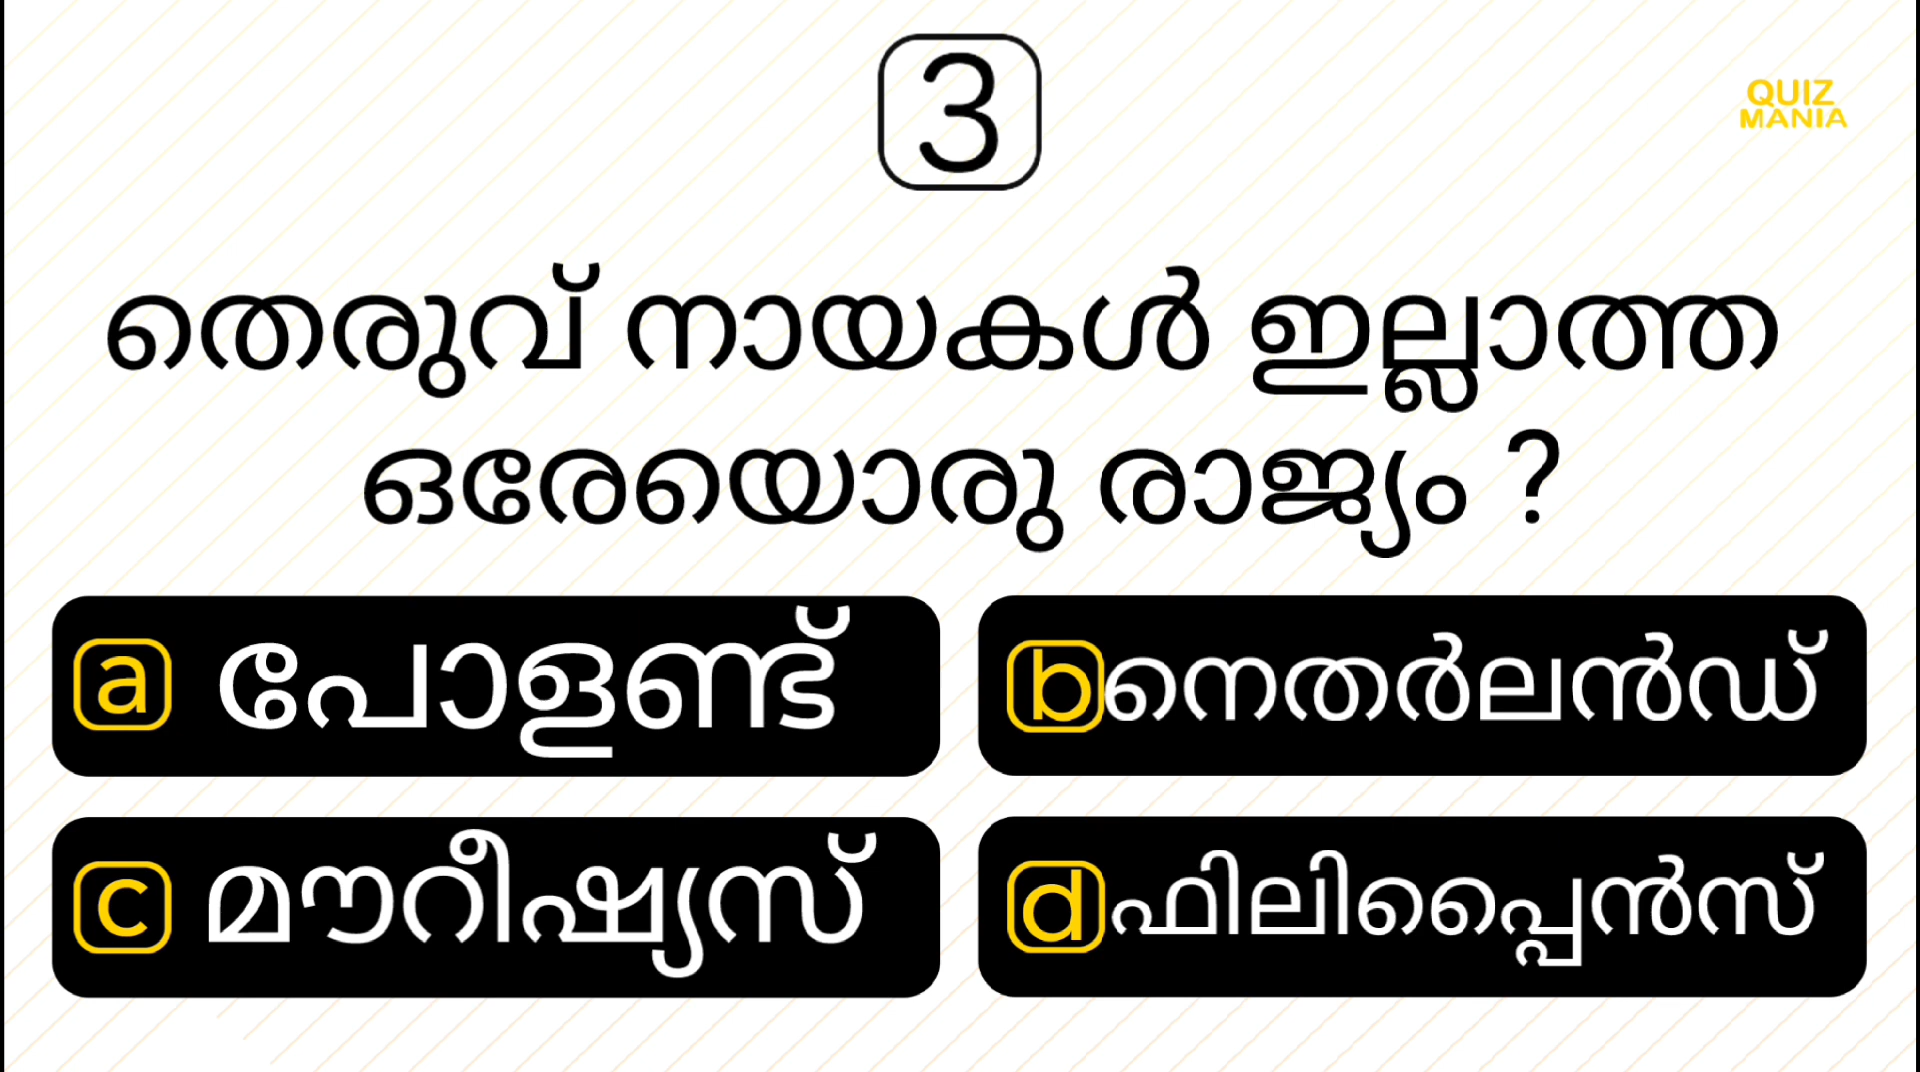 3
QUIZ
MANIA
തെരുവ് നായകൾ ഇല്ലാത്ത
ഒരേയൊരു രാജ്യം ?
a പോളണ്ട്
b നെതർലൻഡ്
c മൗറീഷ്യസ്
d ഫിലിപ്പൈൻസ്